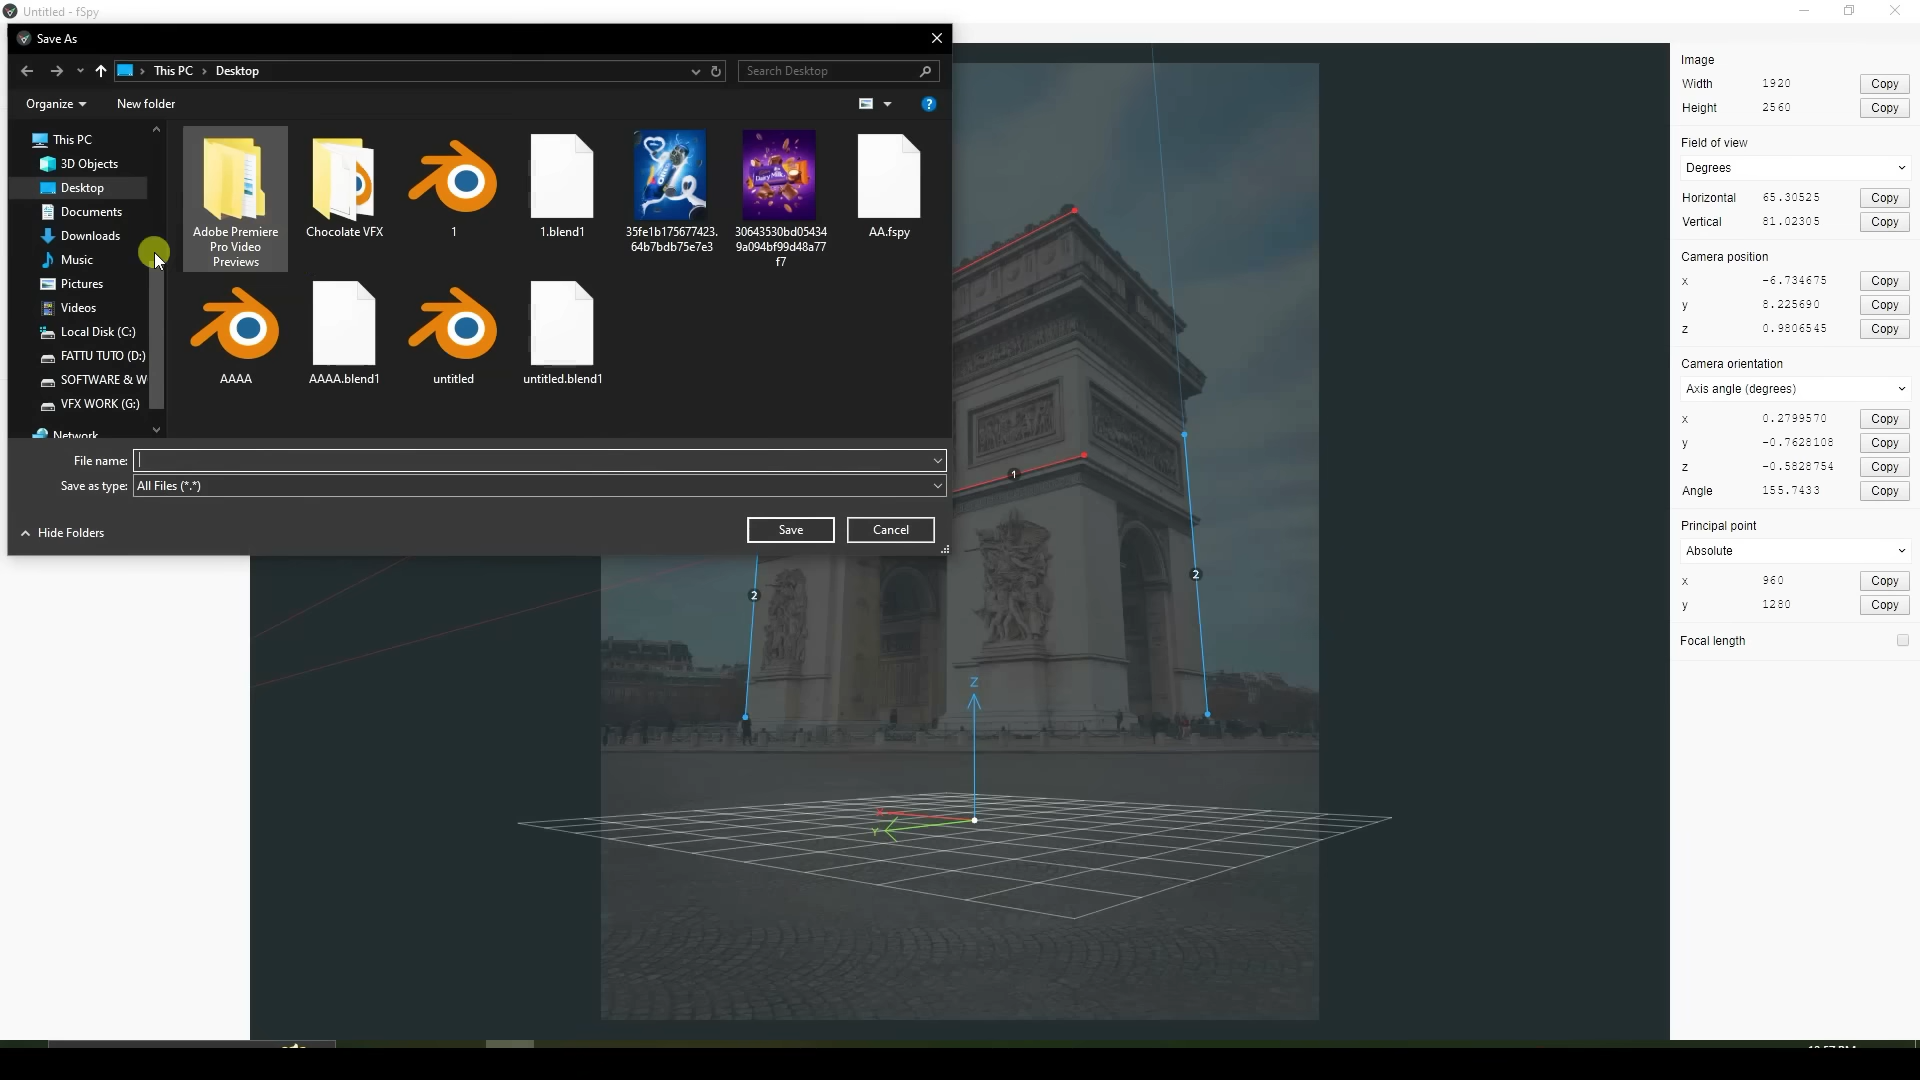 Untitled - fSpy
Save As
This PC
Desktop
Search Desktop
Organize
New folder
?
This PC
3D Objects
Desktop
Documents
Downloads
Music
Pictures
Videos
Local Disk (C:)
FATTU TUTO (D:)
SOFTWARE & W
VFX WORK (G:)
Network
Adobe Premiere
Pro Video
Previews
Chocolate VFX
1
1.blend1
35fe1b175677423.
64b7bdb75e7e3
30643530bd05434
9a094bf99d48a77
f7
AA.fspy
AAAA
AAAA.blend1
untitled
untitled.blend1
File name:
Save as type: All Files (*.*)
Hide Folders
Save
Cancel
1
2
2
Z
X
Y
Image
Width 1920 Copy
Height 2560 Copy
Field of view
Degrees
Horizontal 65.30525 Copy
Vertical 81.02305 Copy
Camera position
x -6.734675 Copy
y 8.225690 Copy
z 0.9806545 Copy
Camera orientation
Axis angle (degrees)
x 0.2799570 Copy
y -0.7628108 Copy
z -0.5828754 Copy
Angle 155.7433 Copy
Principal point
Absolute
x 960 Copy
y 1280 Copy
Focal length